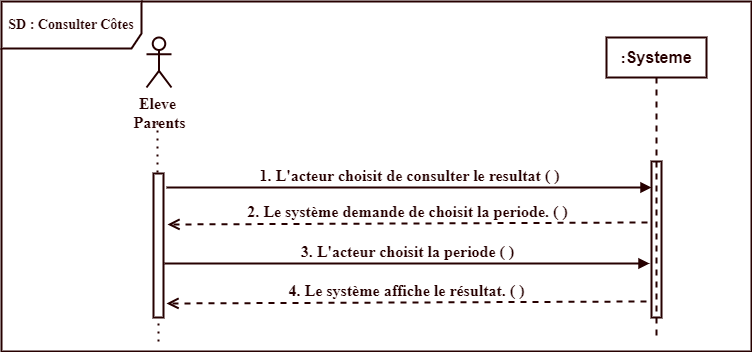 SD : Consulter Côtes
:Systeme
Eleve
Parents
1. L'acteur choisit de consulter le resultat ( )
2. Le système demande de choisit la periode. ( )
3. L'acteur choisit la periode ( )
4. Le système affiche le résultat. ( )